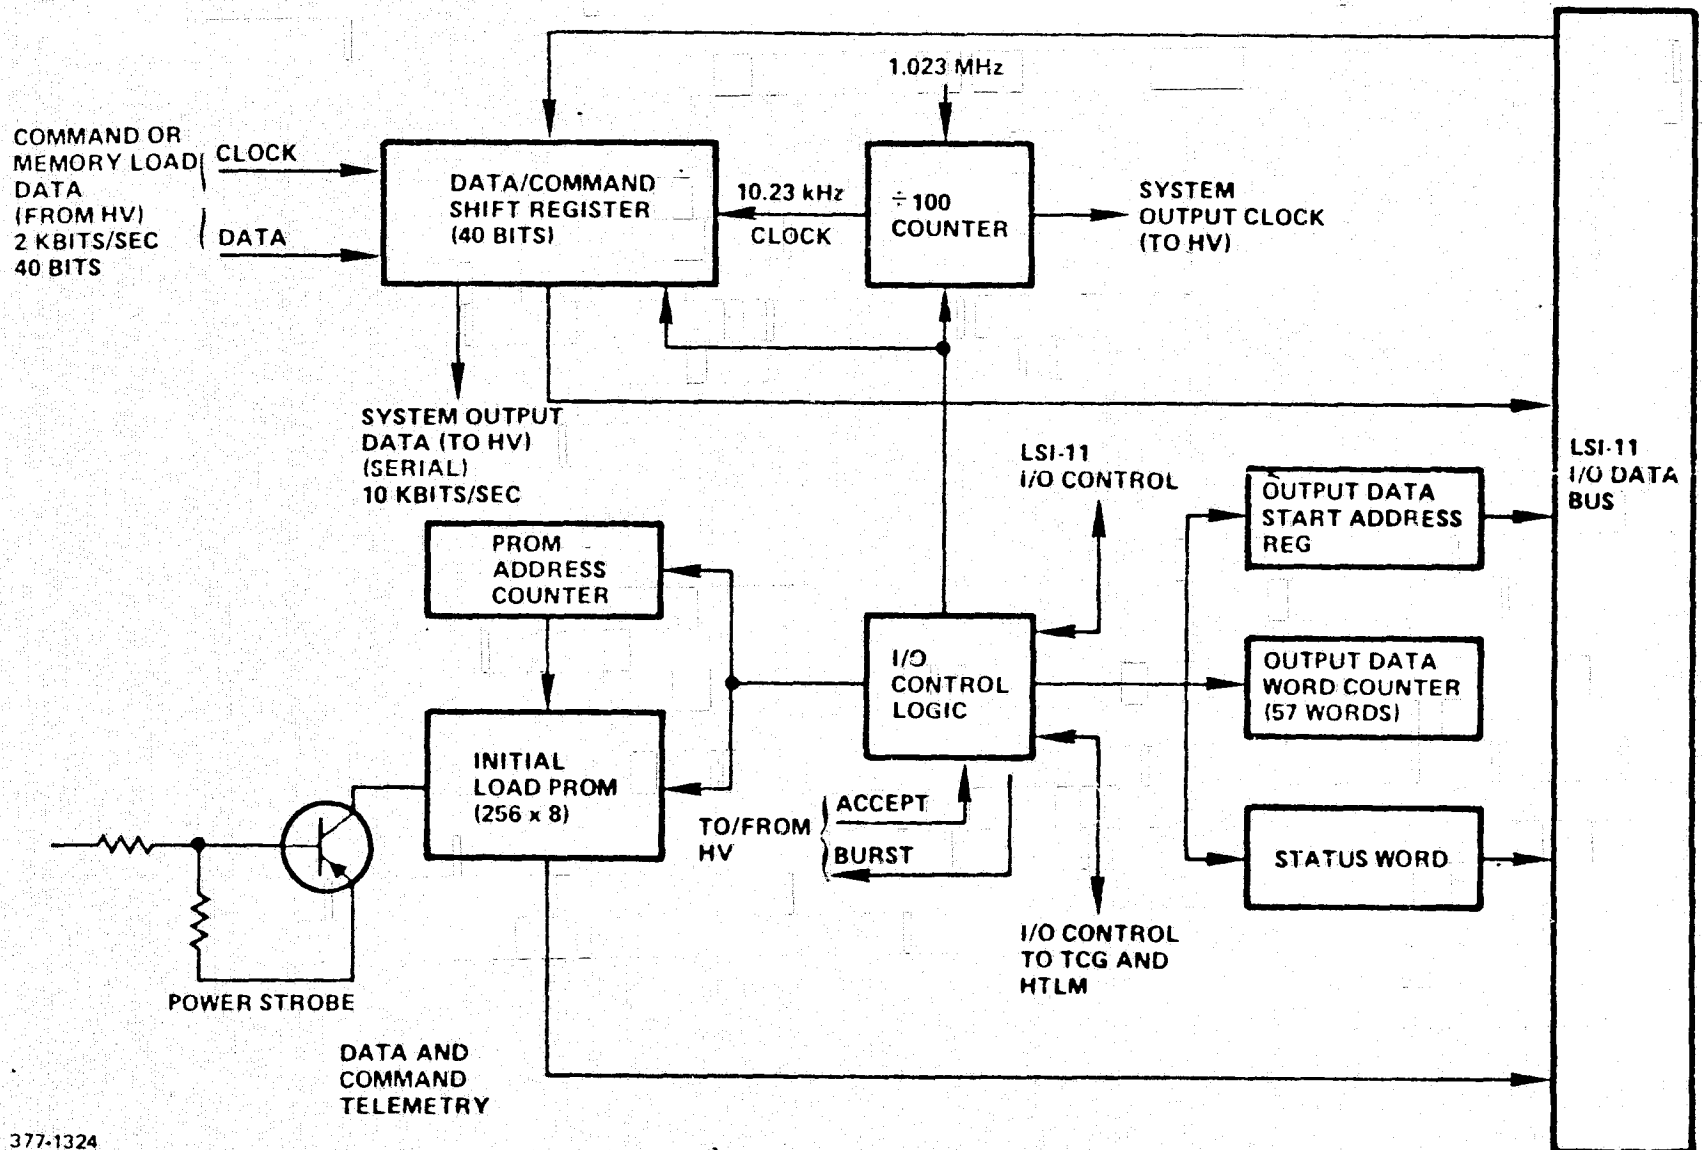 1.023 MHz
COMMAND OR
MEMORY LOAD
DATA
(FROM HV)
2 KBITS/SEC
40 BITS
CLOCK
DATA
DATA/COMMAND
SHIFT REGISTER
(40 BITS)
10.23 kHz
CLOCK
÷100
COUNTER
SYSTEM
OUTPUT CLOCK
(TO HV)
SYSTEM OUTPUT
DATA (TO HV)
(SERIAL)
10 KBITS/SEC
LSI-11
I/O CONTROL
OUTPUT DATA
START ADDRESS
REG
LSI-11
I/O DATA
BUS
PROM
ADDRESS
COUNTER
I/O
CONTROL
LOGIC
OUTPUT DATA
WORD COUNTER
(57 WORDS)
INITIAL
LOAD PROM
(256 x 8)
TO/FROM
HV
ACCEPT
BURST
STATUS WORD
I/O CONTROL
TO TCG AND
HTLM
POWER STROBE
DATA AND
COMMAND
TELEMETRY
377-1324